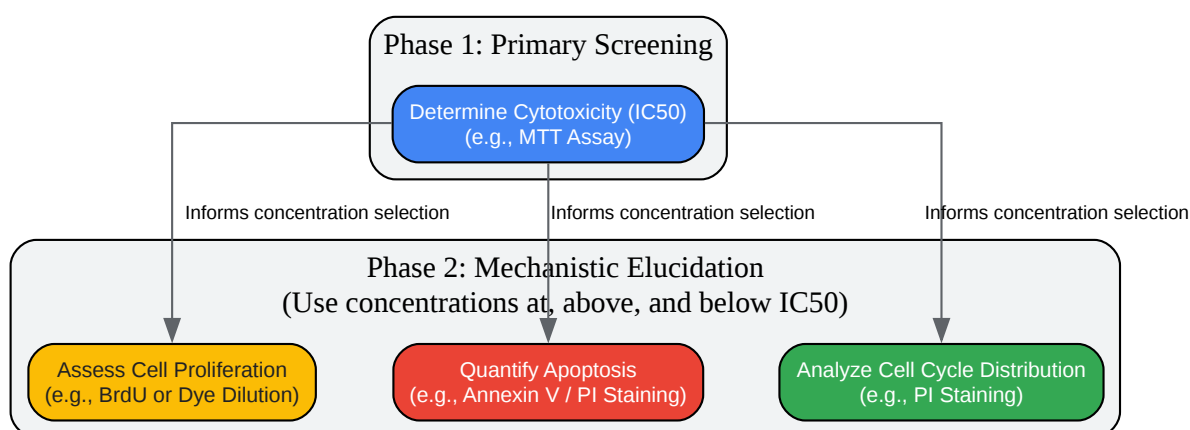 Phase 1: Primary Screening
Determine Cytotoxicity (IC50)
(e.g., MTT Assay)
Informs concentration selection
Informs concentration selection
Informs concentration selection
Phase 2: Mechanistic Elucidation
(Use concentrations at, above, and below IC50)
Assess Cell Proliferation
(e.g., BrdU or Dye Dilution)
Quantify Apoptosis
(e.g., Annexin V / PI Staining)
Analyze Cell Cycle Distribution
(e.g., PI Staining)